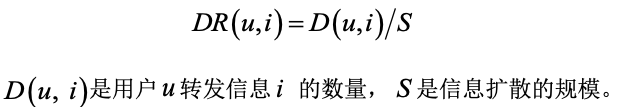 DR(u,i)=D(u,i)/S
D(u, i)是用户u转发信息i 的数量， S是信息扩散的规模。